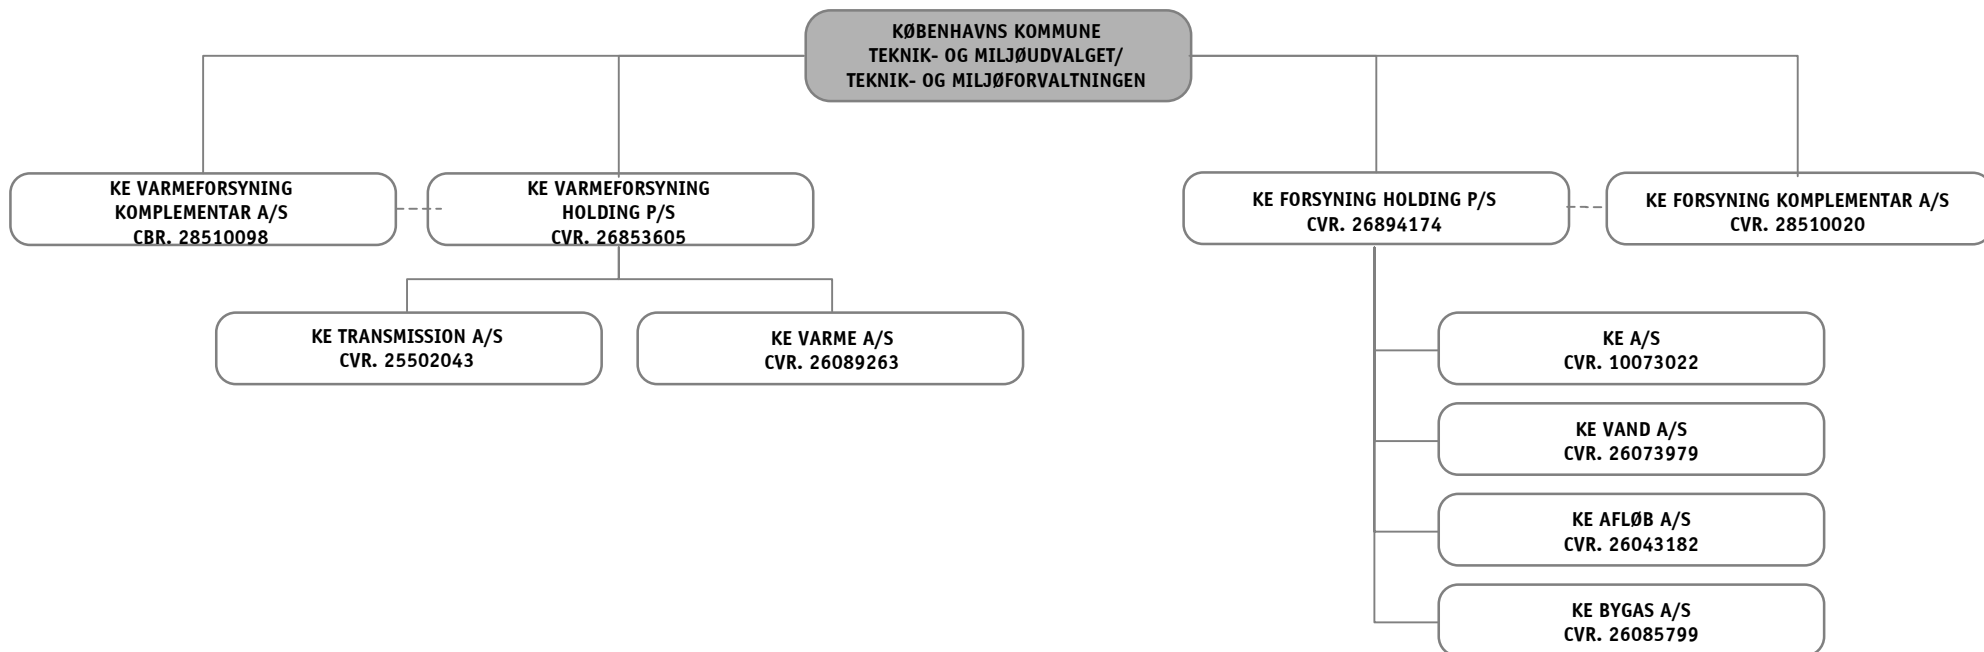 KØBENHAVNS KOMMUNE
TEKNIK- OG MILJØUDVALGET/
TEKNIK- OG MILJØFORVALTNINGEN
KE VARMEFORSYNING
KOMPLEMENTAR A/S
CBR. 28510098
KE VARMEFORSYNING
HOLDING P/S
CVR. 26853605
KE FORSYNING HOLDING P/S
CVR. 26894174
KE FORSYNING KOMPLEMENTAR A/S
CVR. 28510020
KE TRANSMISSION A/S
CVR. 25502043
KE VARME A/S
CVR. 26089263
KE A/S
CVR. 10073022
KE VAND A/S
CVR. 26073979
KE AFLØB A/S
CVR. 26043182
KE BYGAS A/S
CVR. 26085799